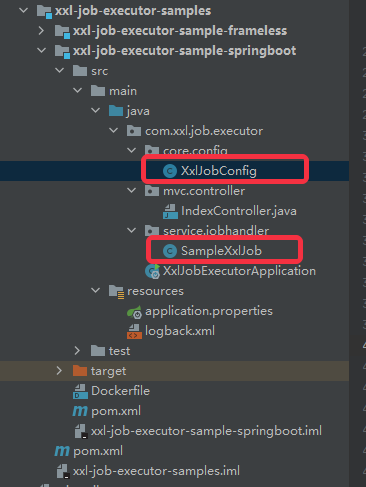 xxl-job-executor-samples
xxl-job-executor-sample-frameless
xxl-job-executor-sample-springboot
src
main
java
com.xxl.job.executor
core.config
XxlJobConfig
mvc.controller
IndexController.java
service.jobhandler
SampleXxlJob
XxlJobExecutorApplication
resources
application.properties
logback.xml
test
target
Dockerfile
pom.xml
xxl-job-executor-sample-springboot.iml
pom.xml
xxl-job-executor-samples.iml